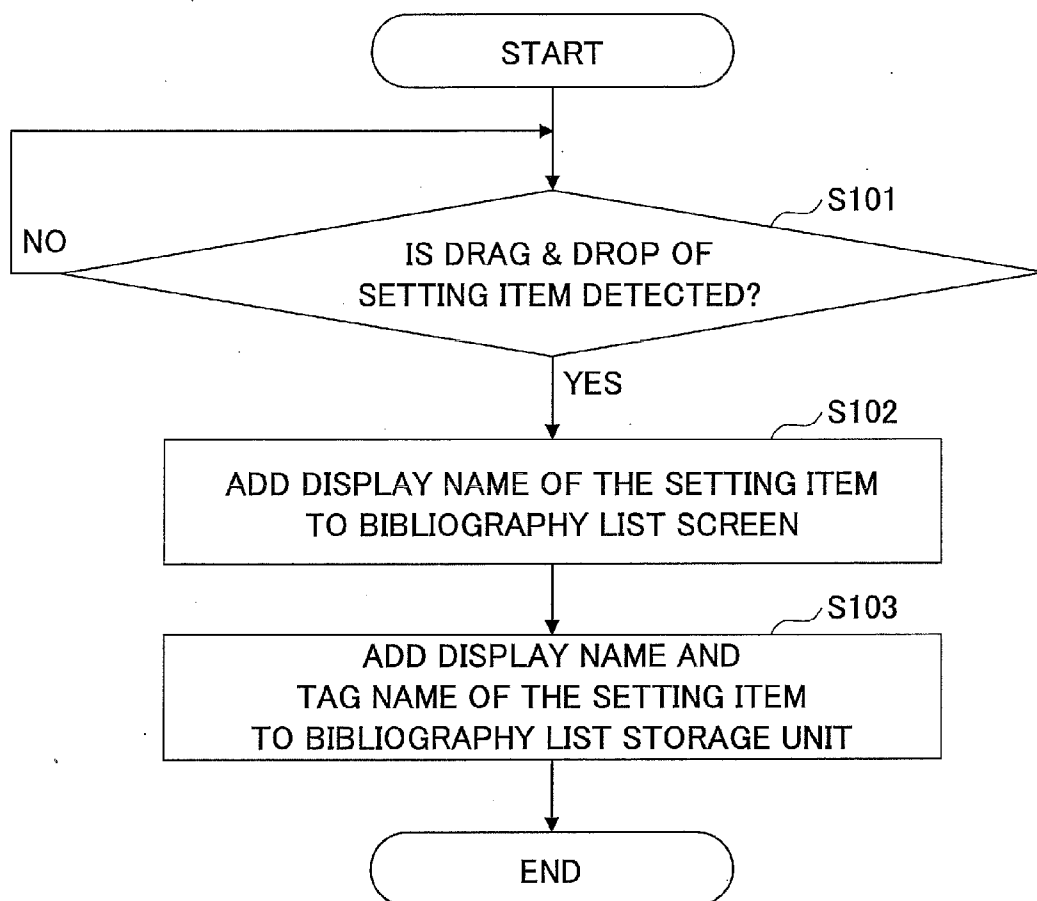 START
S101
NO
IS DRAG & DROP OF
SETTING ITEM DETECTED?
YES
S102
ADD DISPLAY NAME OF THE SETTING ITEM
TO BIBLIOGRAPHY LIST SCREEN
S103
ADD DISPLAY NAME AND
TAG NAME OF THE SETTING ITEM
TO BIBLIOGRAPHY LIST STORAGE UNIT
END